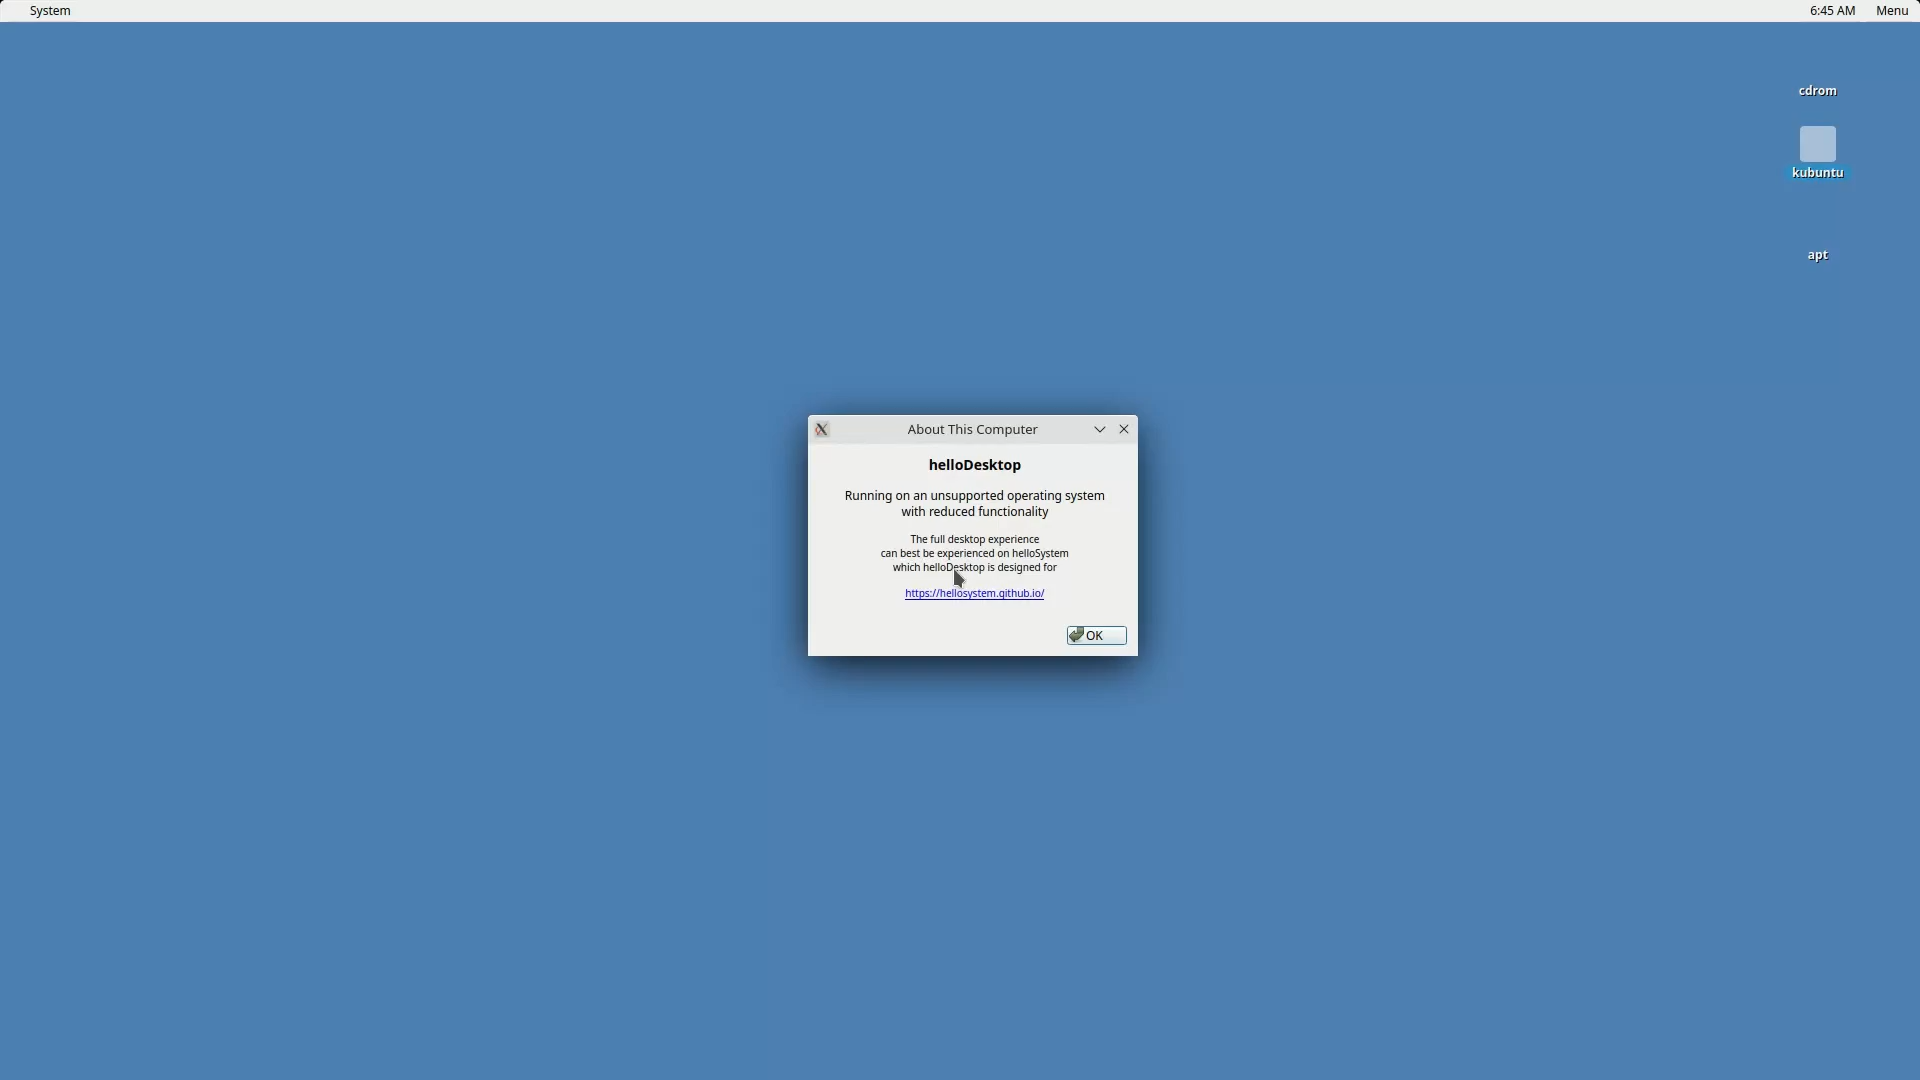 System
6:45 AM
Menu
cdrom
kubuntu
apt
About This Computer
helloDesktop
Running on an unsupported operating system
with reduced functionality
The full desktop experience
can best be experienced on helloSystem
which helloDesktop is designed for
https://hellosystem.github.io/
OK